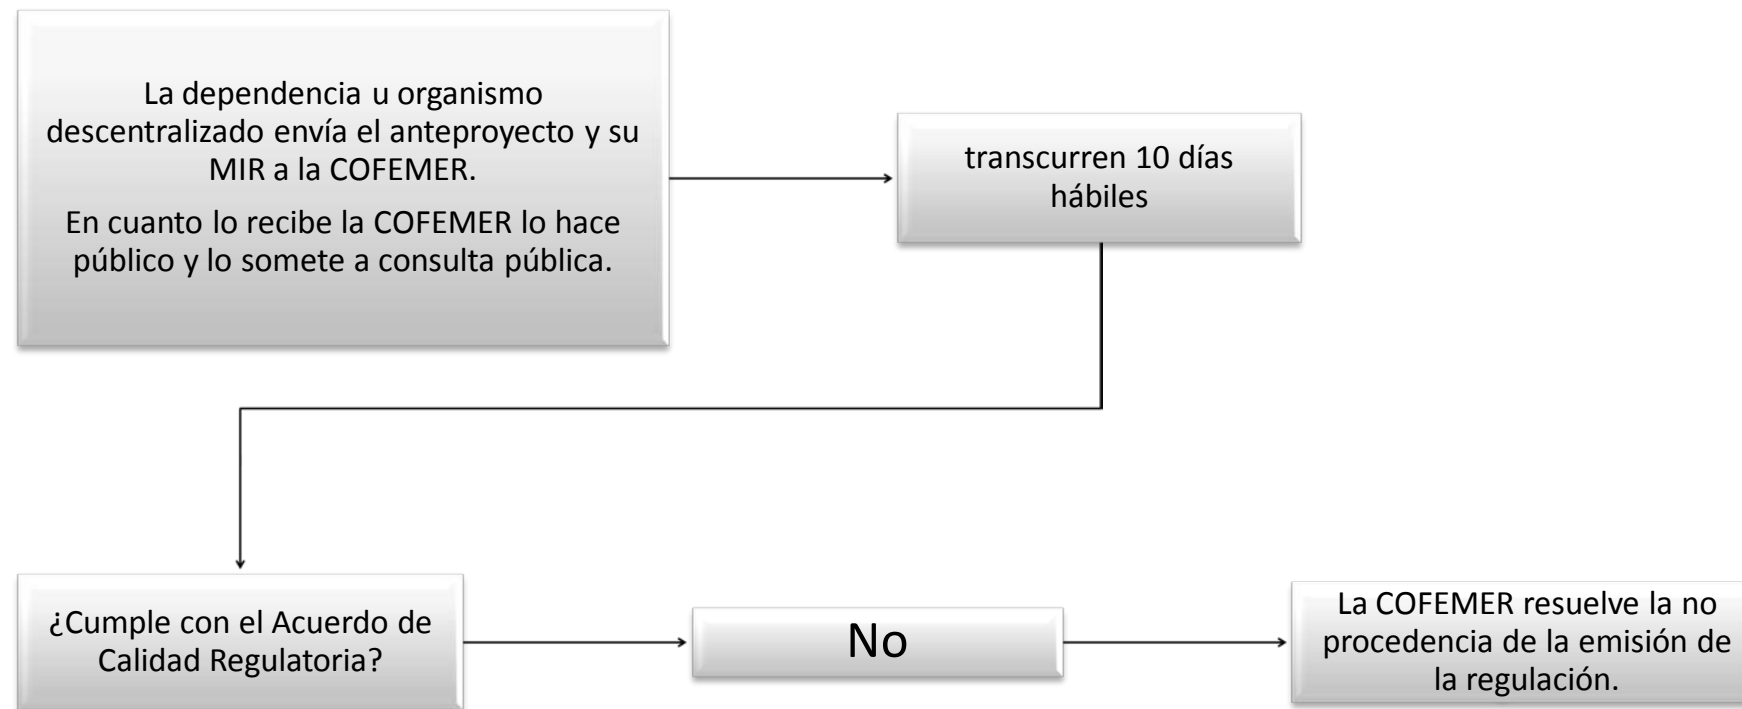 La dependencia u organismo
descentralizado envía el anteproyecto y su
MIR a la COFEMER.
En cuanto lo recibe la COFEMER lo hace
público y lo somete a consulta pública.
transcurren 10 días
hábiles
¿Cumple con el Acuerdo de
Calidad Regulatoria?
No
La COFEMER resuelve la no
procedencia de la emisión de
la regulación.